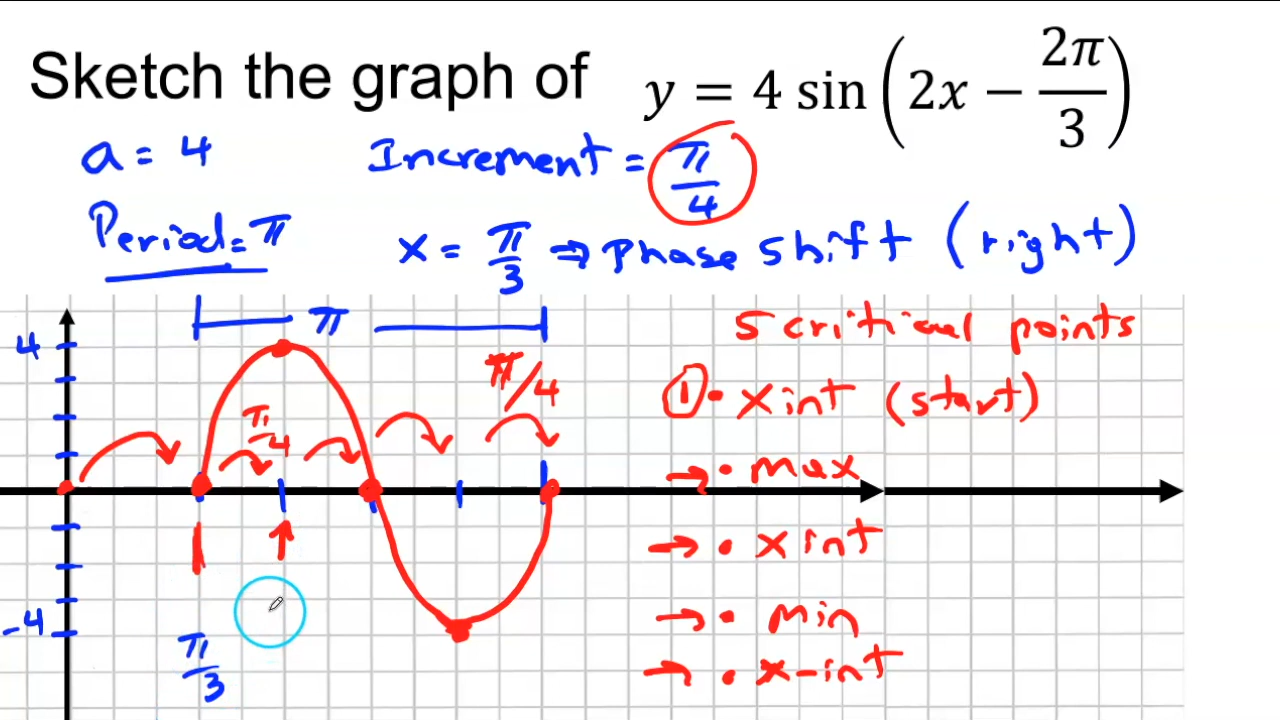 Sketch the graph of y = 4 sin(2x − 2π/3)
a = 4
Increment = π/4
Period = π
x = π/3 ⇒ Phase shift (right)
π
4
5 critical points
π/4
① • x int (start)
π/4
→ • max
→ • x int
→ • min
-4
→ • x-int
π/3